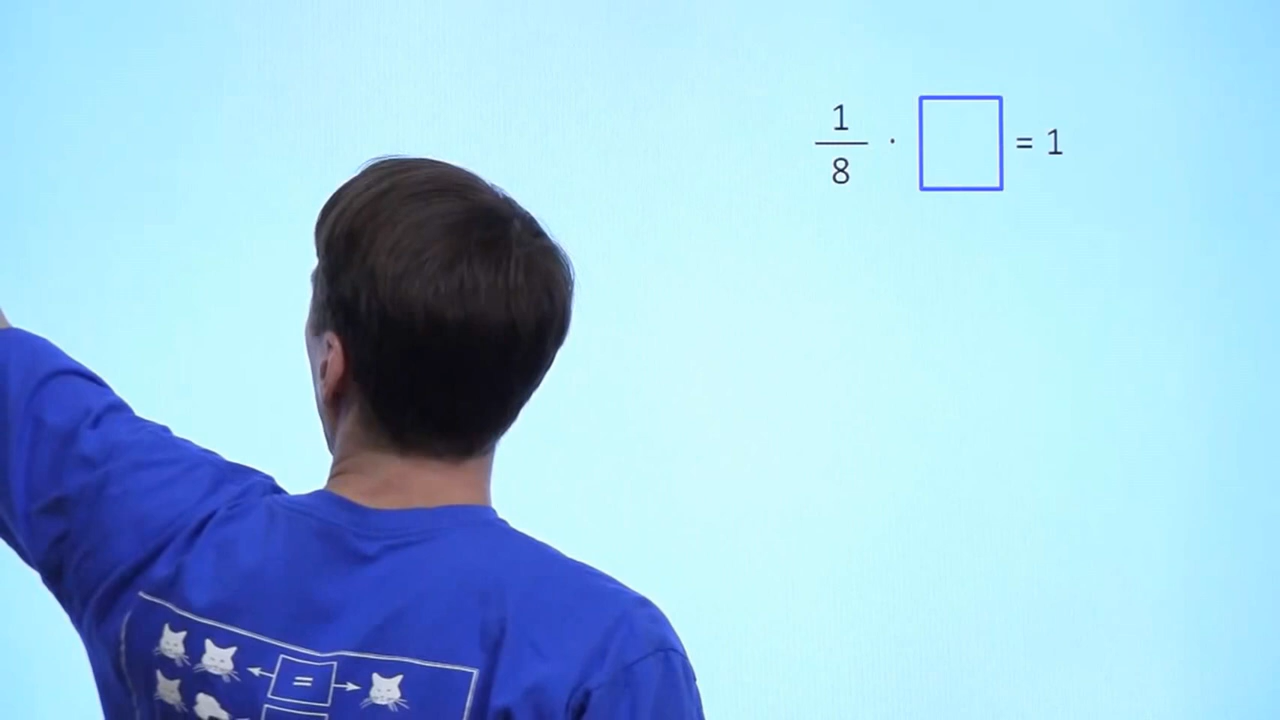 1/8 · □ = 1
=